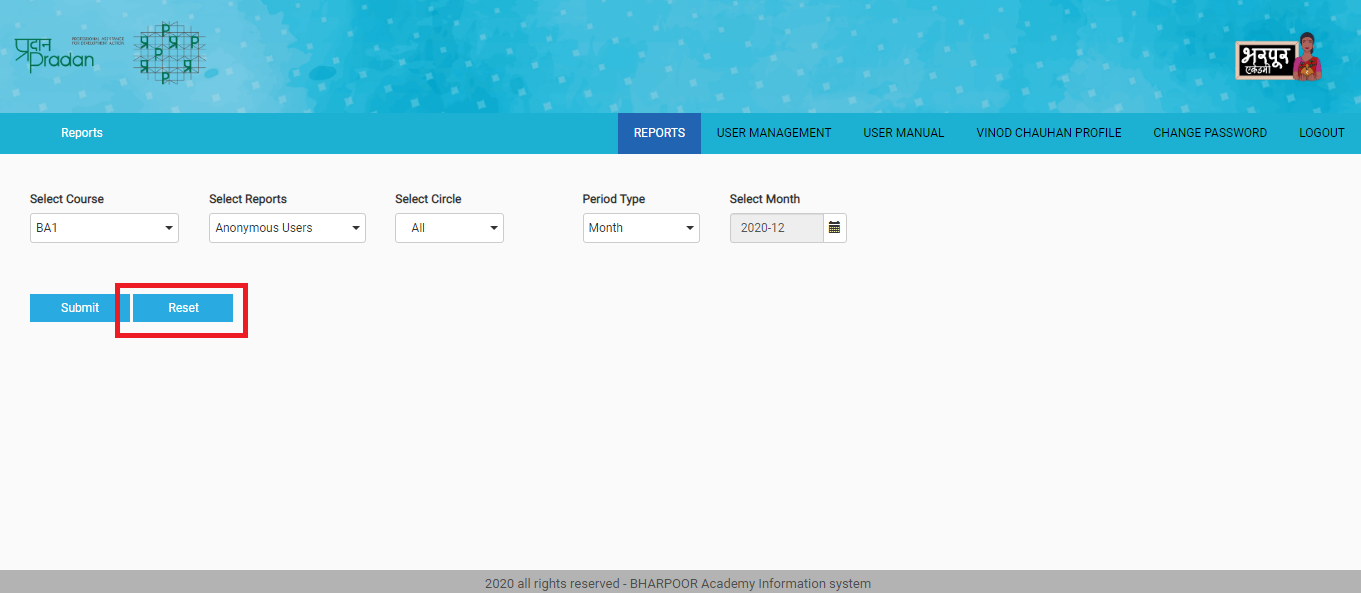 प्रदान
Pradan
PROFESSIONAL ASSISTANCE
FOR DEVELOPMENT ACTION
भरपूर
एकेडमी
Reports
REPORTS USER MANAGEMENT USER MANUAL VINOD CHAUHAN PROFILE CHANGE PASSWORD LOGOUT
Select Course Select Reports Select Circle Period Type Select Month
BA1 Anonymous Users All Month 2020-12
Submit Reset
2020 all rights reserved - BHARPOOR Academy Information system